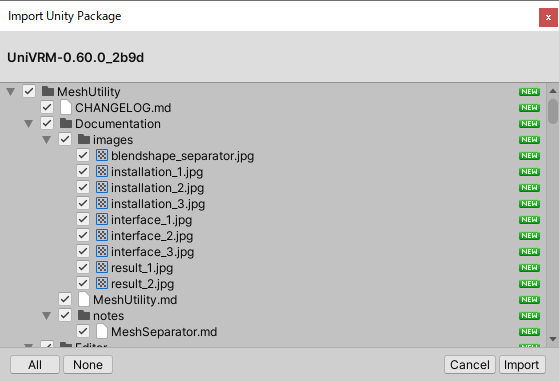 Import Unity Package
x
UniVRM-0.60.0_2b9d
MeshUtility NEW
CHANGELOG.md NEW
Documentation NEW
images NEW
blendshape_separator.jpg NEW
installation_1.jpg NEW
installation_2.jpg NEW
installation_3.jpg NEW
interface_1.jpg NEW
interface_2.jpg NEW
interface_3.jpg NEW
result_1.jpg NEW
result_2.jpg NEW
MeshUtility.md NEW
notes NEW
MeshSeparator.md NEW
Editor NEW
All None Cancel Import